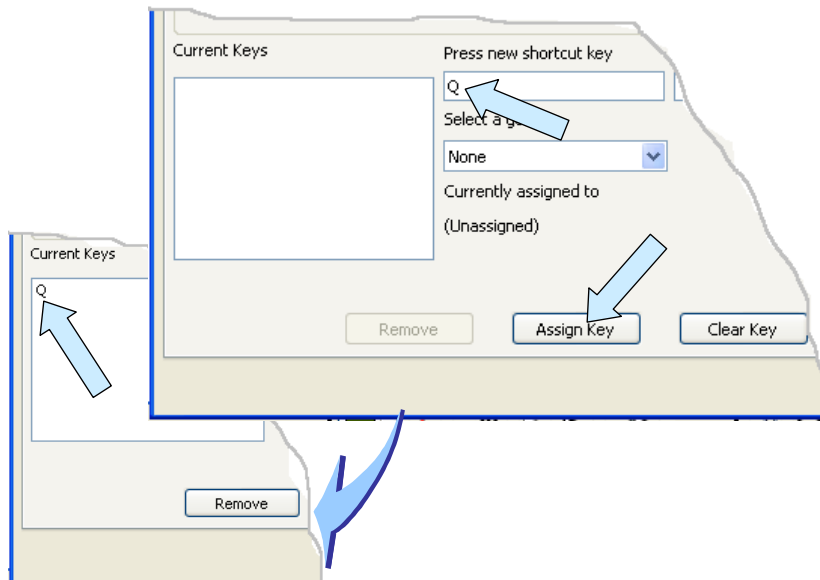 Current Keys
Press new shortcut key
Q
Select a
None
Currently assigned to
(Unassigned)
Remove
Assign Key
Clear Key
Current Keys
Q
Remove